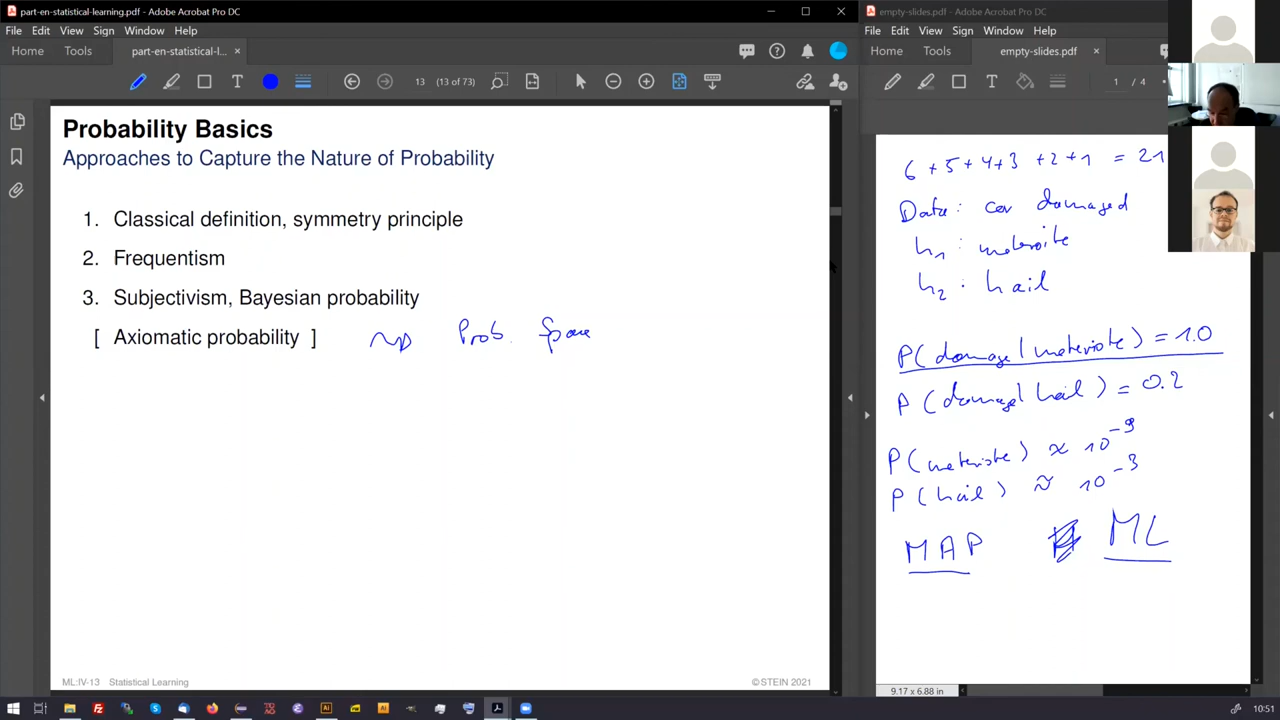 part-en-statistical-learning.pdf - Adobe Acrobat Pro DC
File Edit View Sign Window Help
Home Tools part-en-statistical-l... ×
13 (13 of 73)
Probability Basics
Approaches to Capture the Nature of Probability
1. Classical definition, symmetry principle
2. Frequentism
3. Subjectivism, Bayesian probability
[ Axiomatic probability ] Prob. Space
ML:IV-13 Statistical Learning ©STEIN 2021
empty-slides.pdf - Adobe Acrobat Pro DC
File Edit View Sign Window Help
Home Tools empty-slides.pdf ×
1 / 4
6 + 5 + 4 + 3 + 2 + 1 = 21
Data: car damaged
h1: meteroite
h2: hail
P(damage | meteriote) = 1.0
P(damage | hail) = 0.2
P(meteriote) ≈ 10^-9
P(hail) ≈ 10^-3
MAP ML
9.17 x 6.88 in
10:51